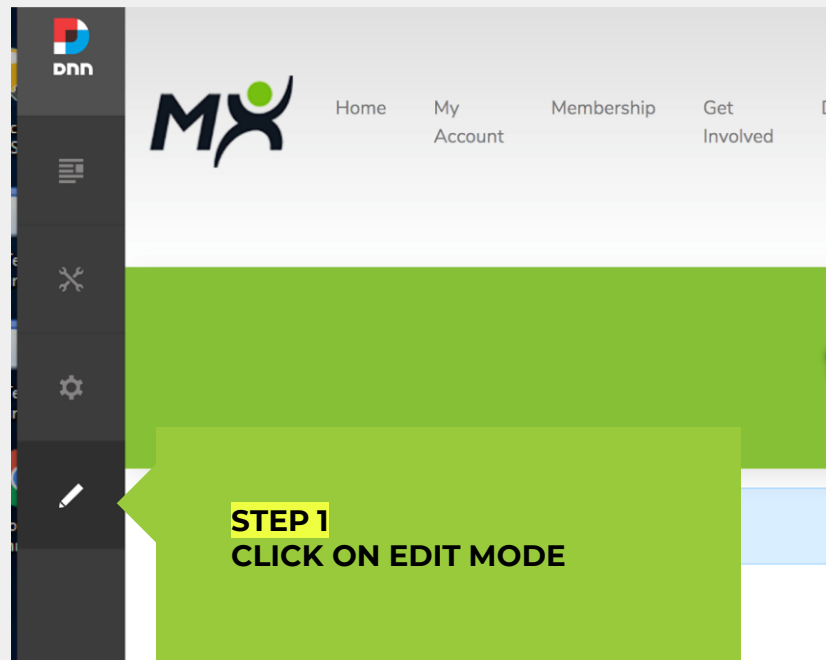 DNN
MX
Home
My
Account
Membership
Get
Involved
STEP 1
CLICK ON EDIT MODE